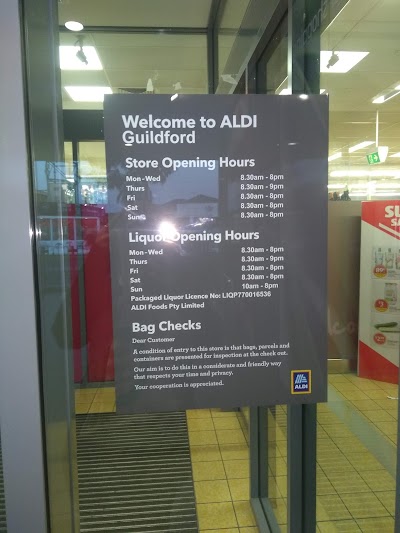 Welcome to ALDI
Guildford
Store Opening Hours
Mon - Wed 8.30am - 8pm
Thurs 8.30am - 9pm
Fri 8.30am - 8pm
Sat 8.30am - 8pm
Sun 8.30am - 8pm
Liquor Opening Hours
Mon - Wed 8.30am - 8pm
Thurs 8.30am - 9pm
Fri 8.30am - 8pm
Sat 8.30am - 8pm
Sun 10am - 8pm
Packaged Liquor Licence No: LIQP770016536
ALDI Foods Pty Limited
Bag Checks
Dear Customer
A condition of entry to this store is that bags, parcels and
containers are presented for inspection at the check out.
Our aim is to do this in a considerate and friendly way
that respects your time and privacy.
Your cooperation is appreciated.
ALDI